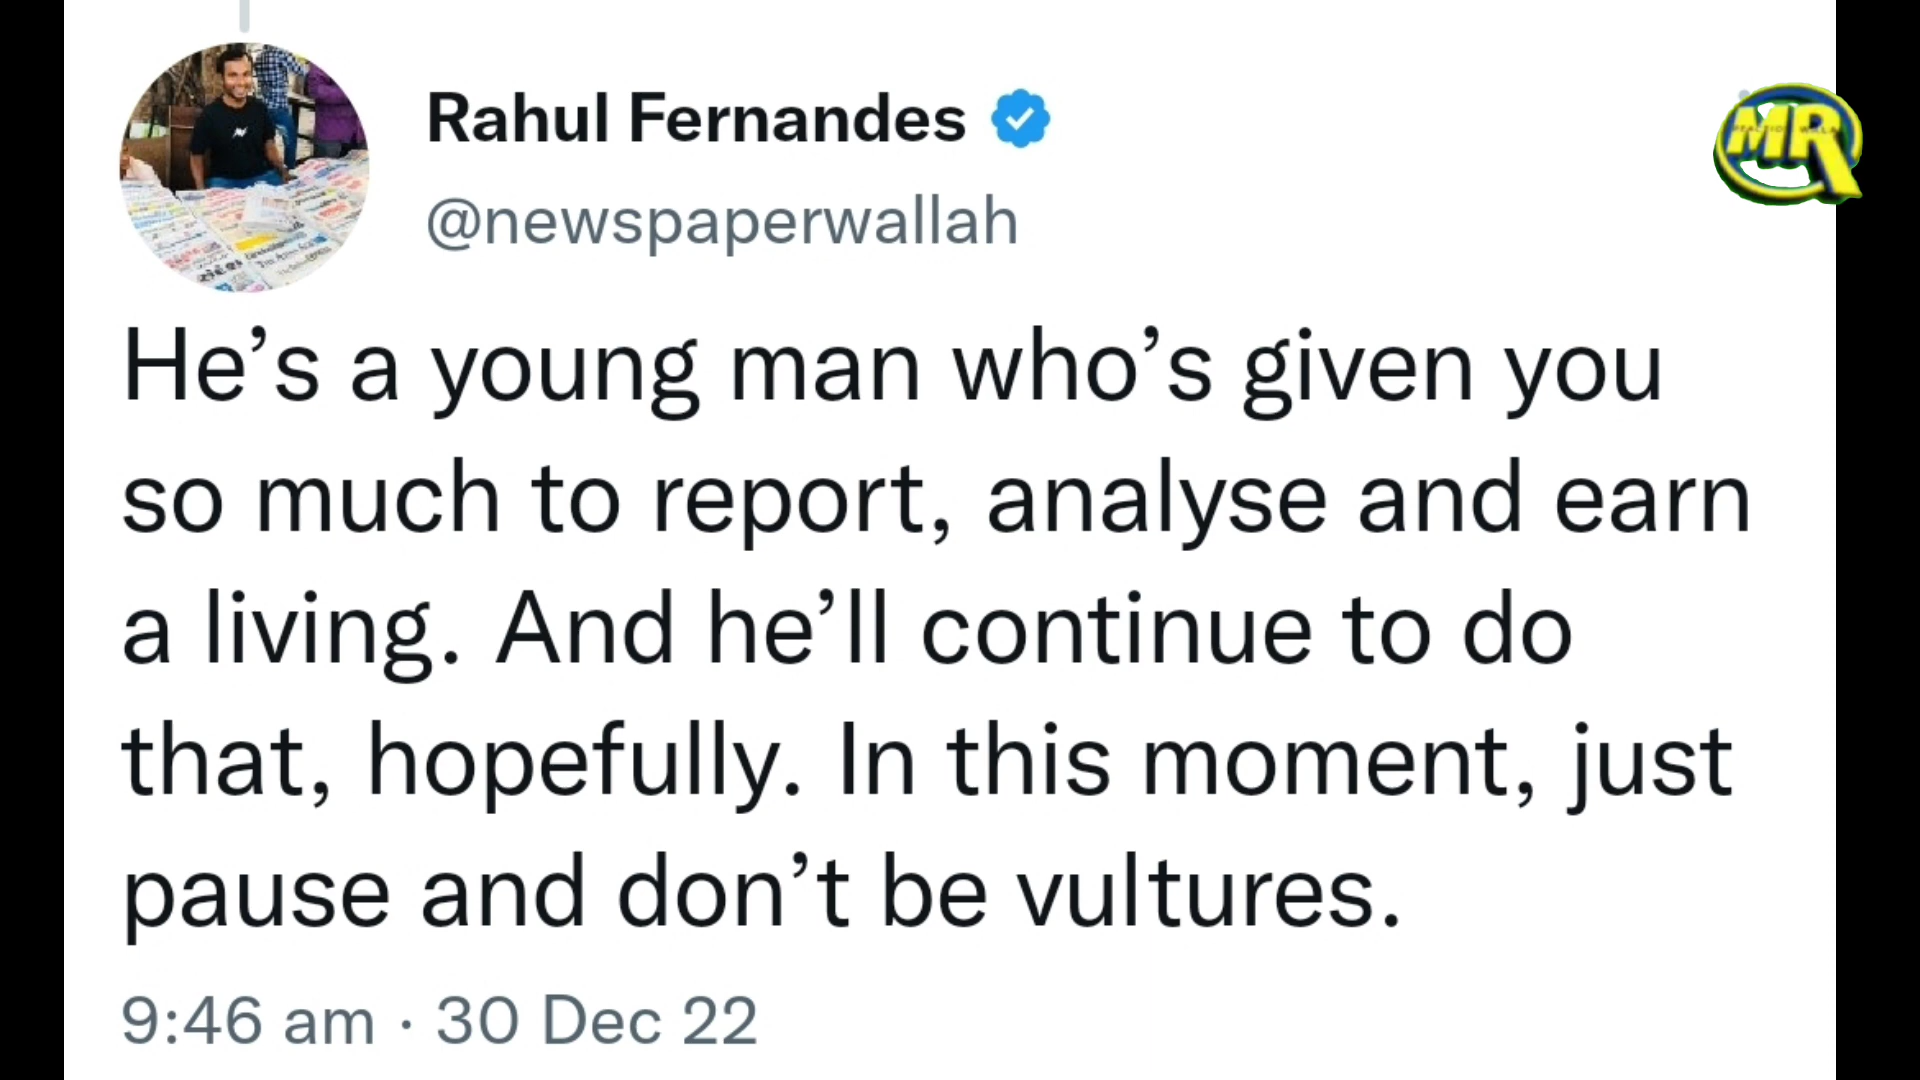 Rahul Fernandes
@newspaperwallah
MR
He’s a young man who’s given you
so much to report, analyse and earn
a living. And he’ll continue to do
that, hopefully. In this moment, just
pause and don’t be vultures.
9:46 am · 30 Dec 22